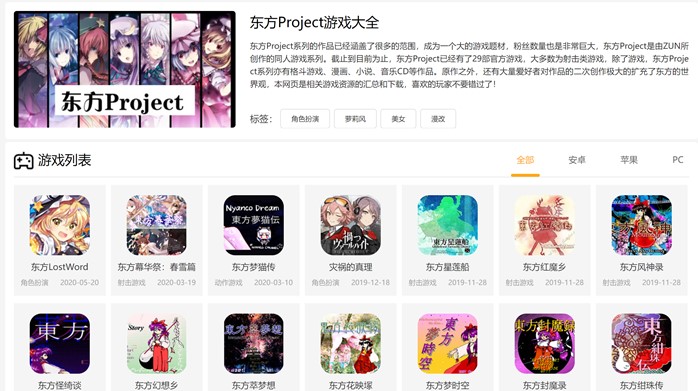 东方Project
东方Project游戏大全
东方Project系列的作品已经涵盖了很多的范围，成为一个大的游戏题材，粉丝数量也是非常巨大，东方Project是由ZUN所
创作的同人游戏系列。截止到目前为止，东方Project已经有了29部官方游戏，大多数为射击类游戏，除了游戏，东方Proje
ct系列亦有格斗游戏、漫画、小说、音乐CD等作品。原作之外，还有大量爱好者对作品的二次创作极大的扩充了东方的世
界观，本网页是相关游戏资源的汇总和下载，喜欢的玩家不要错过了！
标签：
角色扮演
萝莉风
美女
漫改
游戏列表
全部
安卓
苹果
PC
Nyanco Dream
東方夢猫伝
东方LostWord
东方幕华祭：春雪篇
东方梦猫传
灾祸的真理
东方星莲船
东方红魔乡
东方风神录
角色扮演 2020-05-20
射击游戏 2020-03-19
动作游戏 2020-03-10
角色扮演 2019-12-18
射击游戏 2019-11-28
射击游戏 2019-11-28
射击游戏 2019-11-28
東方
Story
東方
夢時空
東方封魔録
東方
东方怪绮谈
东方幻想乡
东方萃梦想
东方花映塚
东方梦时空
东方封魔录
东方绀珠传